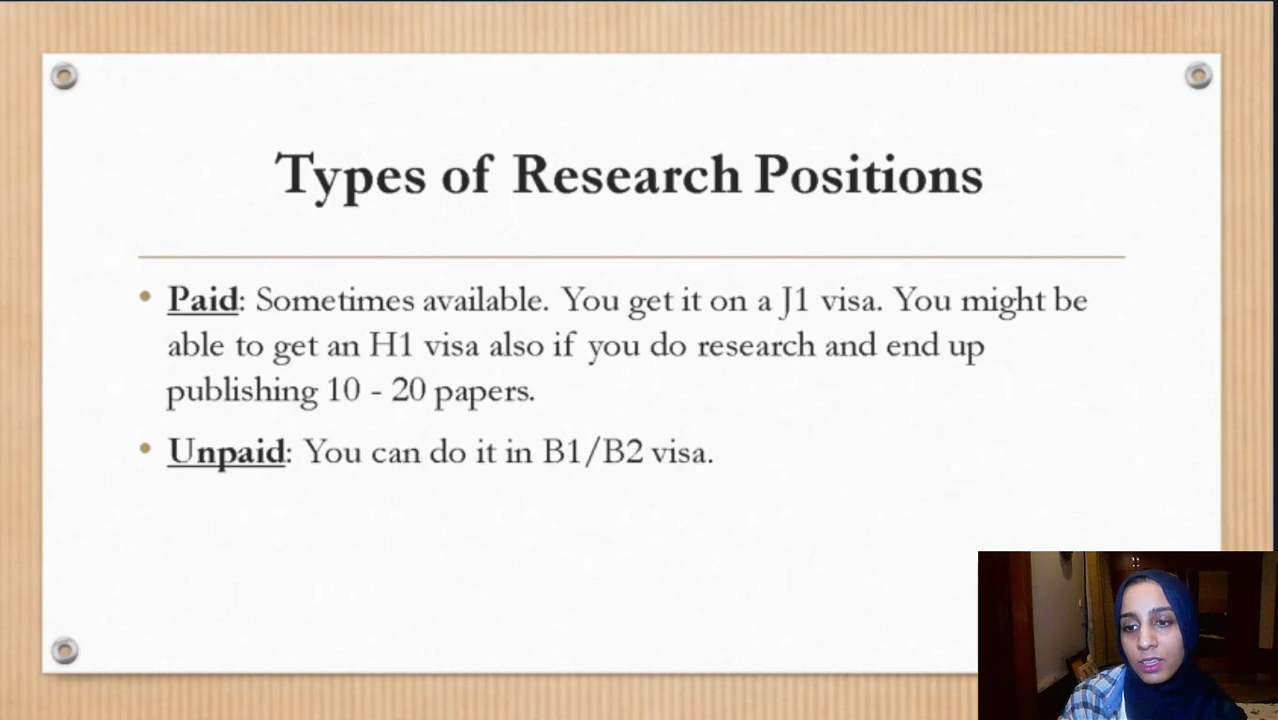 Types of Research Positions
• Paid: Sometimes available. You get it on a J1 visa. You might be
able to get an H1 visa also if you do research and end up
publishing 10 - 20 papers.
• Unpaid: You can do it in B1/B2 visa.